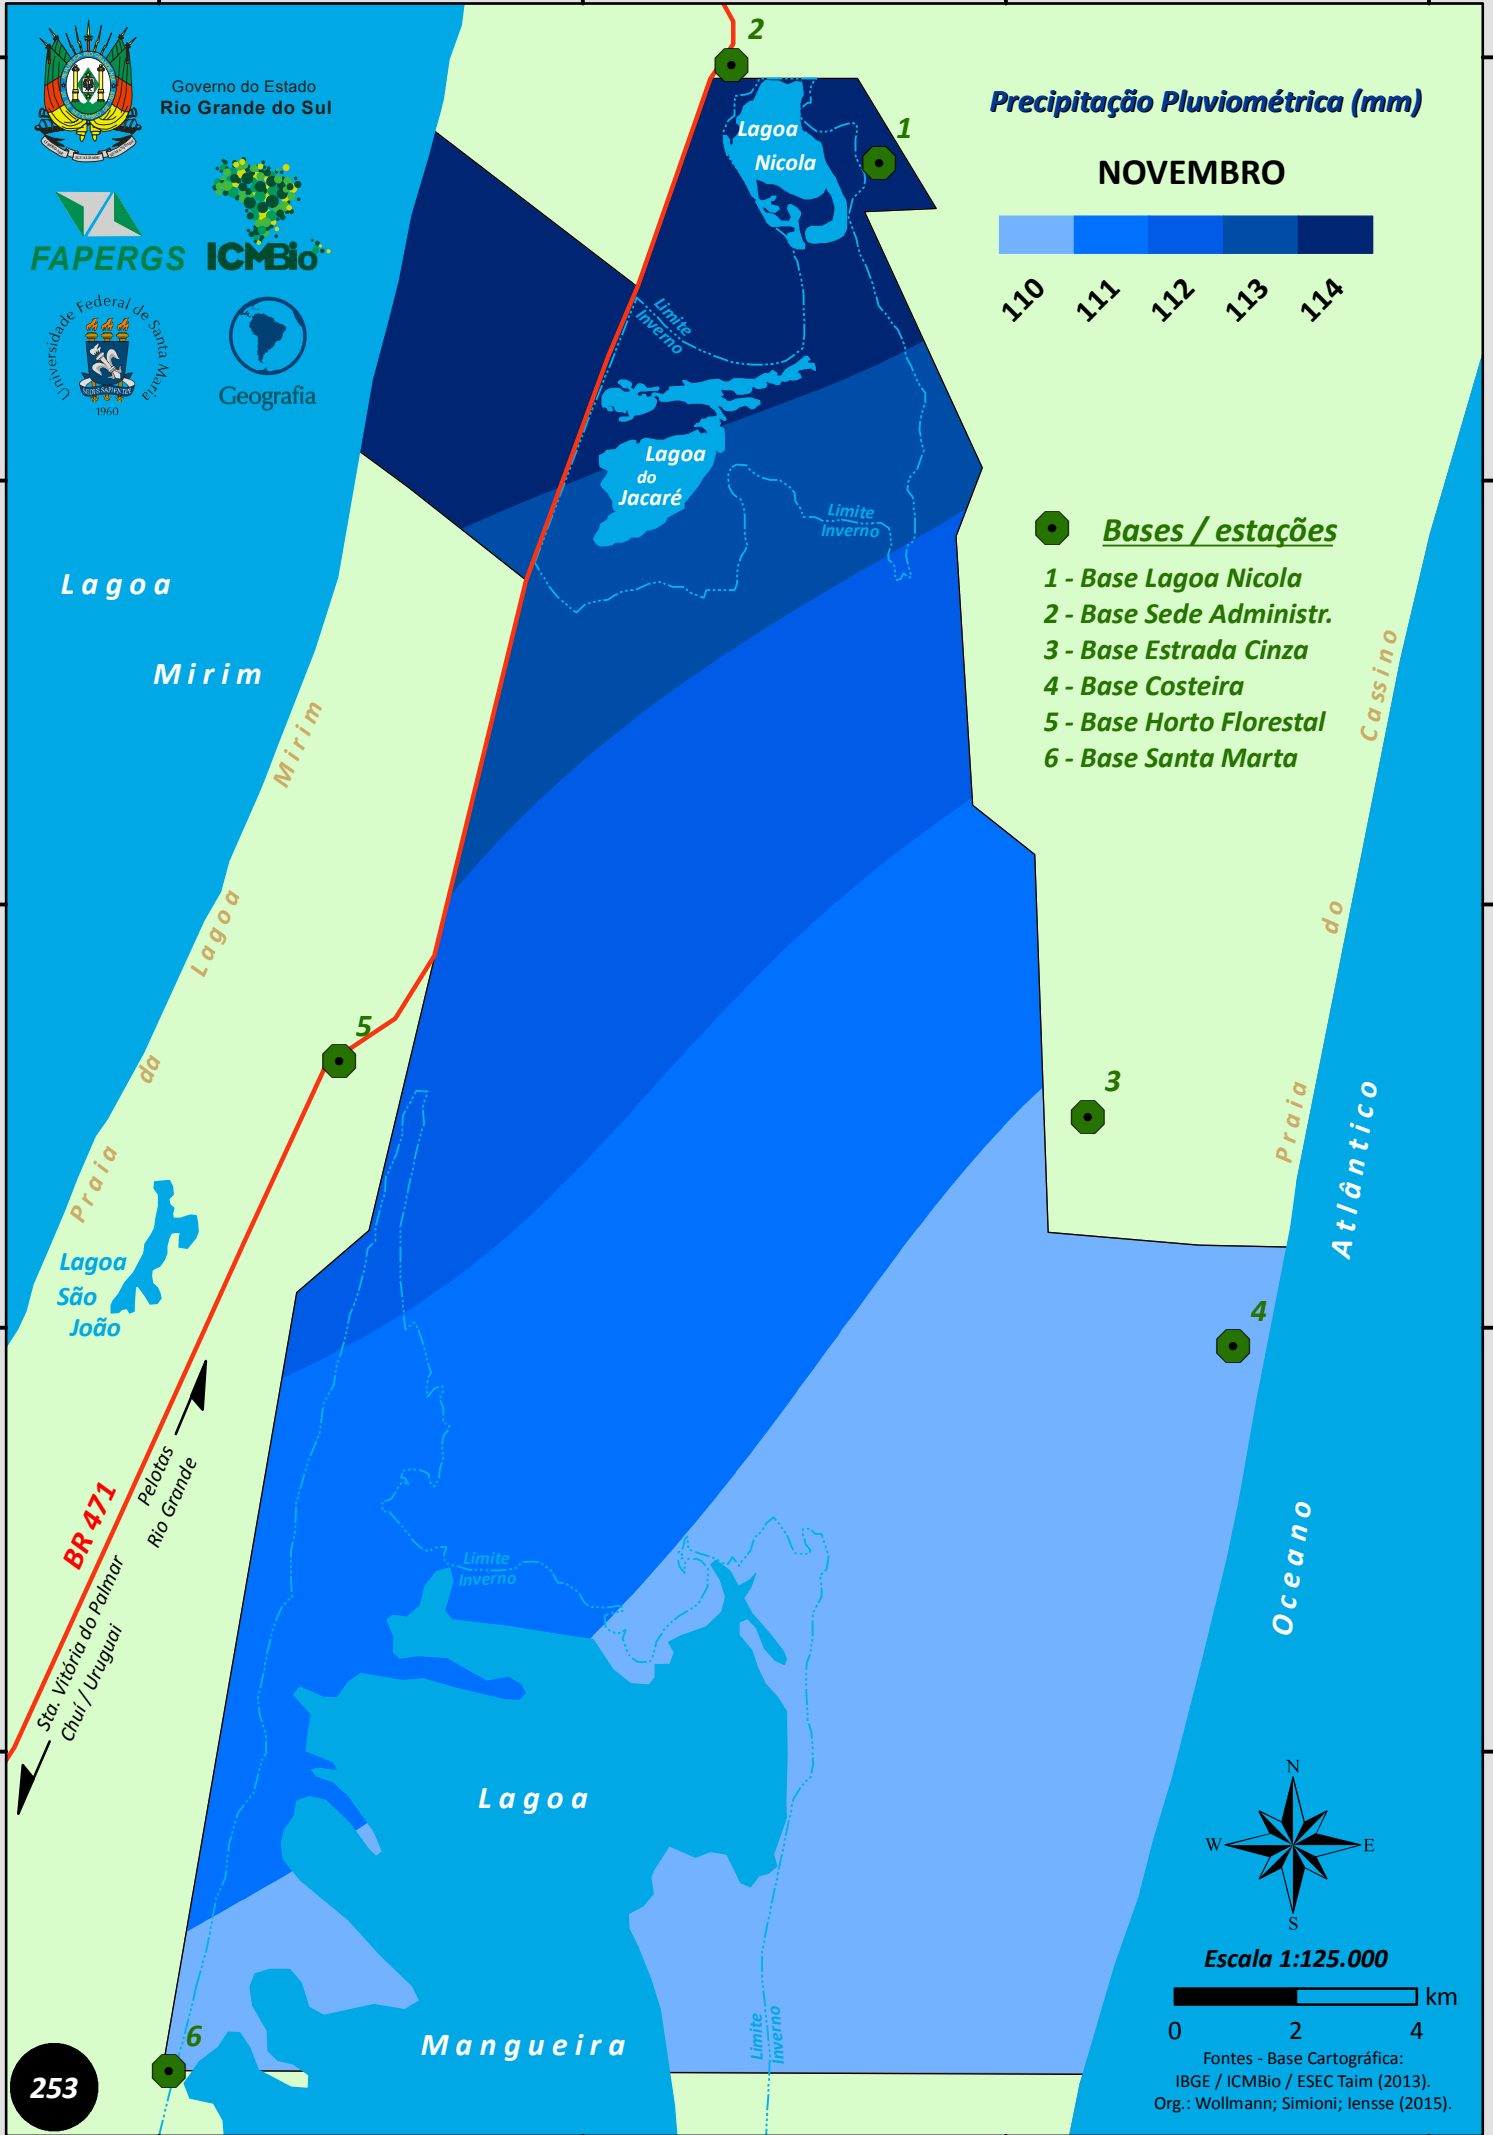 Governo do Estado
Rio Grande do Sul
FAPERGS
ICMBio
Universidade Federal de Santa Maria
SEDES SAPIENTIAE
1960
Geografia
Precipitação Pluviométrica (mm)
NOVEMBRO
110
111
112
113
114
Bases / estações
1 - Base Lagoa Nicola
2 - Base Sede Administr.
3 - Base Estrada Cinza
4 - Base Costeira
5 - Base Horto Florestal
6 - Base Santa Marta
2
1
Lagoa
Nicola
Limite
Inverno
Lagoa
do
Jacaré
Limite
Inverno
Lagoa
Mirim
Praia da Lagoa Mirim
Praia do Cassino
5
3
4
Lagoa
São
João
Oceano Atlântico
BR 471
Pelotas
Rio Grande
Sta. Vitória do Palmar
Chuí / Uruguai
Limite
Inverno
Lagoa
Mangueira
Limite
Inverno
6
N
W
E
S
Escala 1:125.000
km
0
2
4
Fontes - Base Cartográfica:
IBGE / ICMBio / ESEC Taim (2013).
Org.: Wollmann; Simioni; Iensse (2015).
253